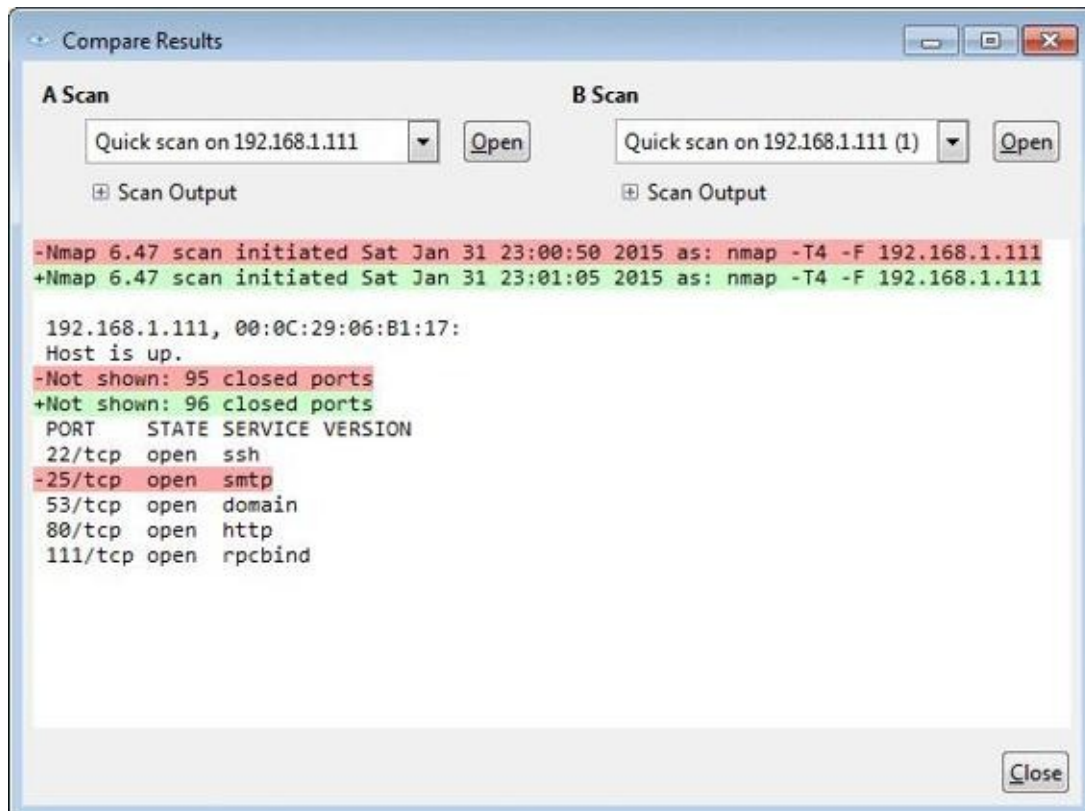 Compare Results
A Scan
B Scan
Quick scan on 192.168.1.111
Open
Quick scan on 192.168.1.111 (1)
Open
Scan Output
Scan Output
-Nmap 6.47 scan initiated Sat Jan 31 23:00:50 2015 as: nmap -T4 -F 192.168.1.111
+Nmap 6.47 scan initiated Sat Jan 31 23:01:05 2015 as: nmap -T4 -F 192.168.1.111
192.168.1.111, 00:0C:29:06:B1:17:
Host is up.
-Not shown: 95 closed ports
+Not shown: 96 closed ports
PORT STATE SERVICE VERSION
22/tcp open ssh
-25/tcp open smtp
53/tcp open domain
80/tcp open http
111/tcp open rpcbind
Close